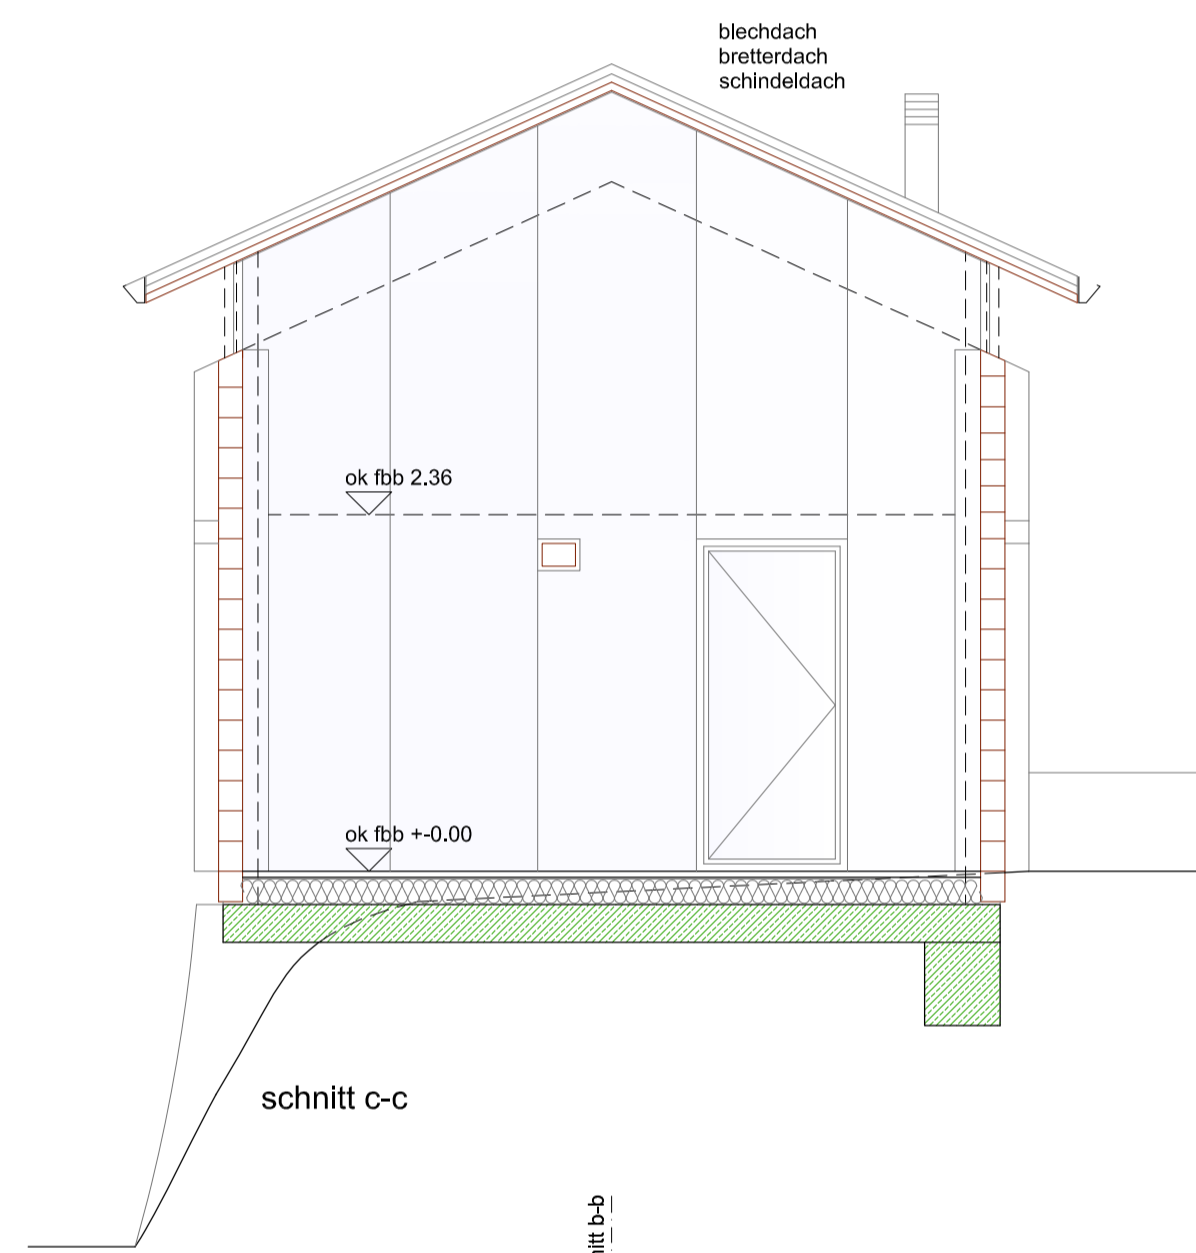 blechdach
bretterdach
schindeldach
ok fbb 2.36
ok fbb +-0.00
schnitt c-c
b-b